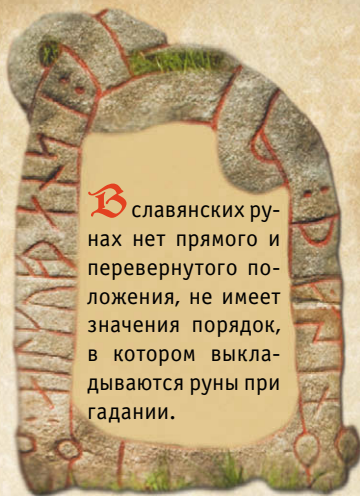 В славянских ру-
нах нет прямого и
перевернутого по-
ложения, не имеет
значения порядок,
в котором выкла-
дываются руны при
гадании.